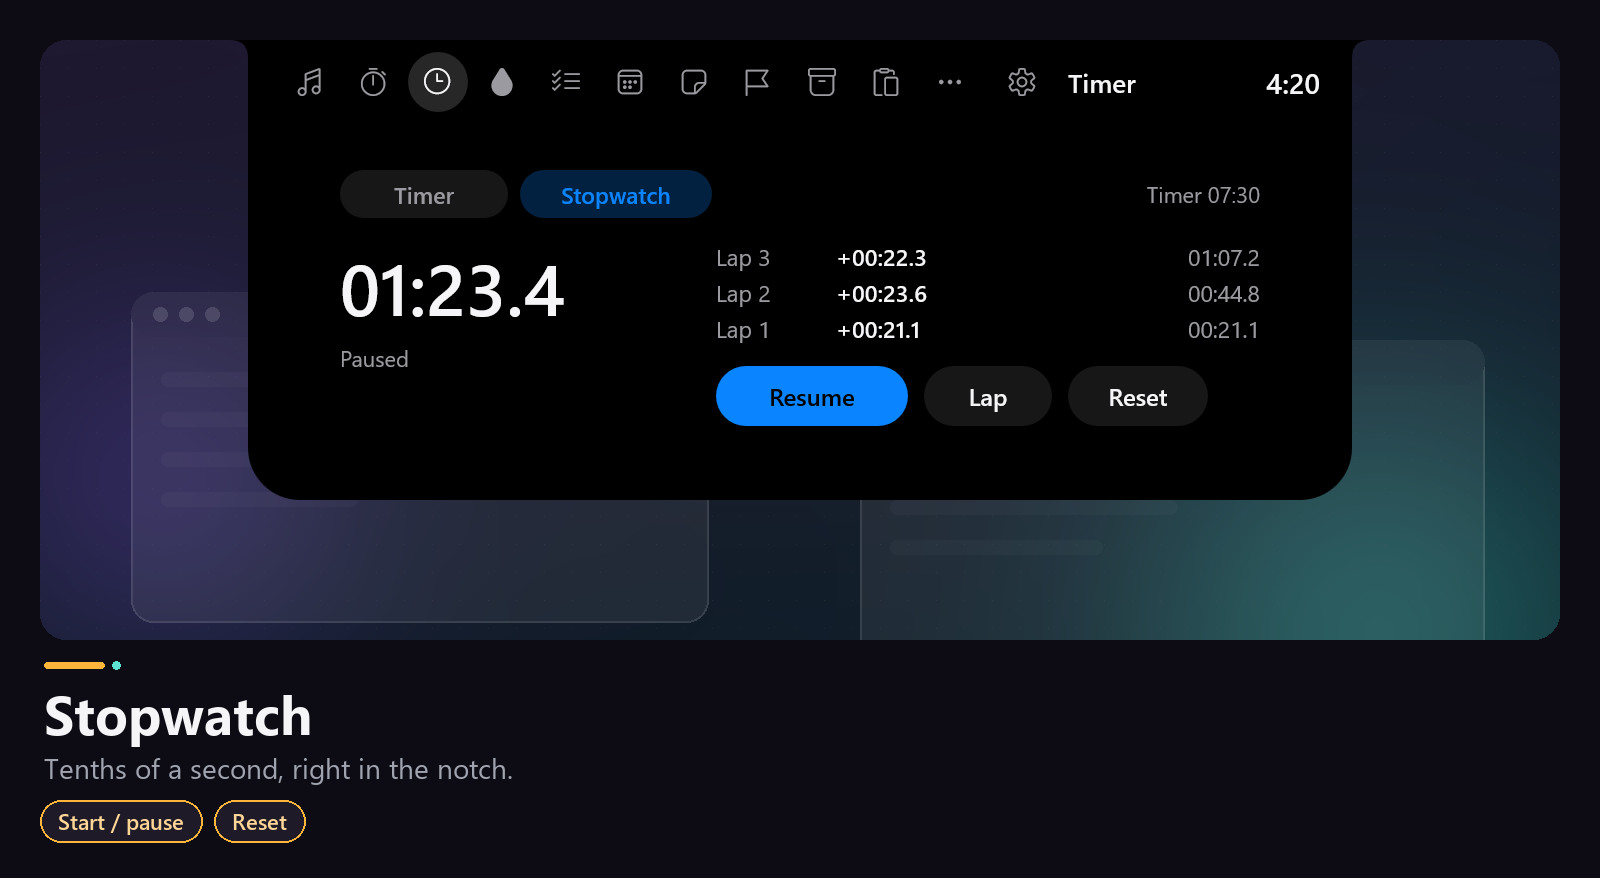 Timer 4:20
Timer Stopwatch Timer 07:30
01:23.4
Paused
Lap 3 +00:22.3 01:07.2
Lap 2 +00:23.6 00:44.8
Lap 1 +00:21.1 00:21.1
Resume Lap Reset
Stopwatch
Tenths of a second, right in the notch.
Start / pause Reset